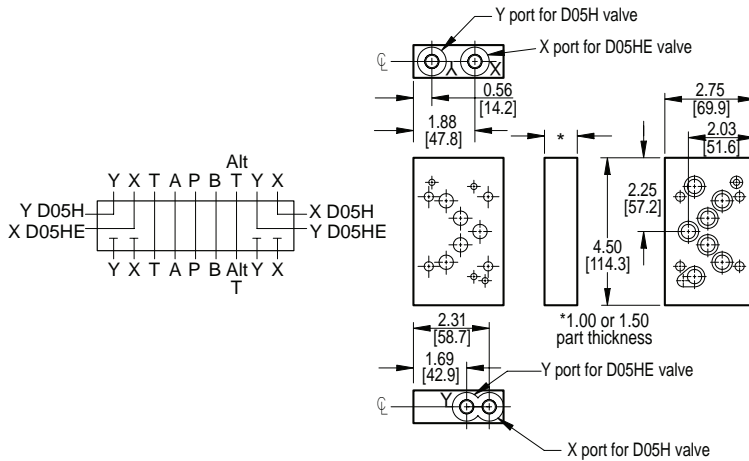 Y port for D05H valve
X port for D05HE valve
℄
Y X
0.56
[14.2]
1.88
[47.8]
*
2.75
[69.9]
2.03
[51.6]
2.25
[57.2]
4.50
[114.3]
Alt
Y X T A P B T Y X
Y D05H
X D05HE
X D05H
Y D05HE
Y X T A P B Alt Y X
T
*1.00 or 1.50
part thickness
2.31
[58.7]
1.69
[42.9]
Y port for D05HE valve
℄
Y
X port for D05H valve